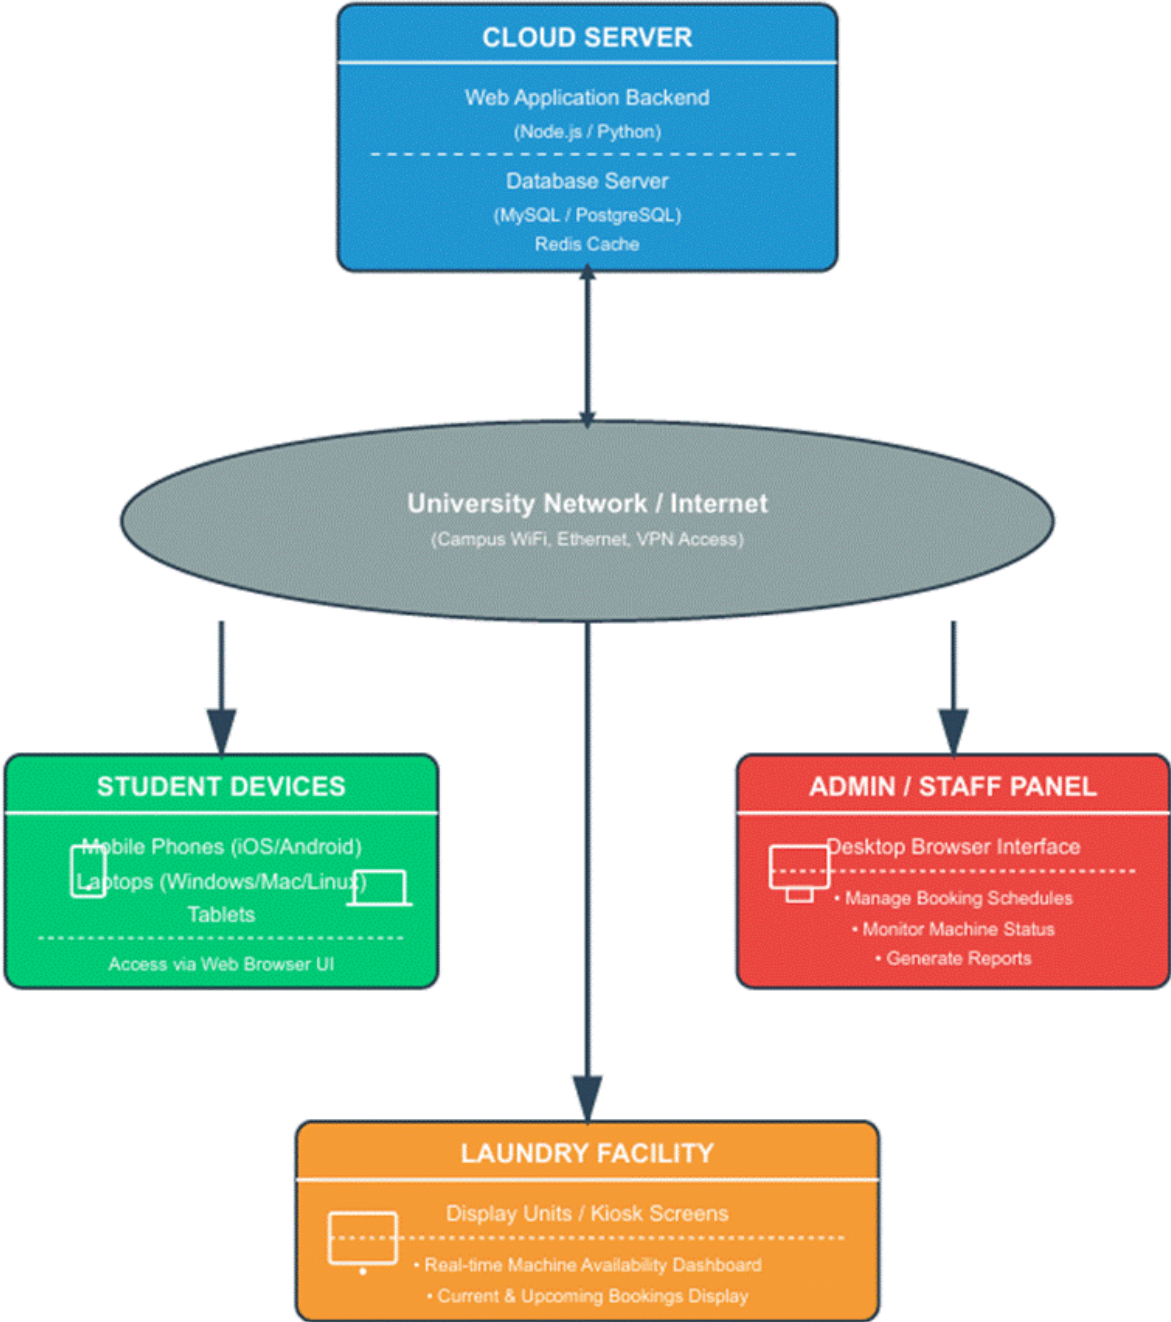 CLOUD SERVER
Web Application Backend
(Node.js / Python)
Database Server
(MySQL / PostgreSQL)
Redis Cache
University Network / Internet
(Campus WiFi, Ethernet, VPN Access)
STUDENT DEVICES
Mobile Phones (iOS/Android)
Laptops (Windows/Mac/Linux)
Tablets
Access via Web Browser UI
ADMIN / STAFF PANEL
Desktop Browser Interface
• Manage Booking Schedules
• Monitor Machine Status
• Generate Reports
LAUNDRY FACILITY
Display Units / Kiosk Screens
• Real-time Machine Availability Dashboard
• Current & Upcoming Bookings Display